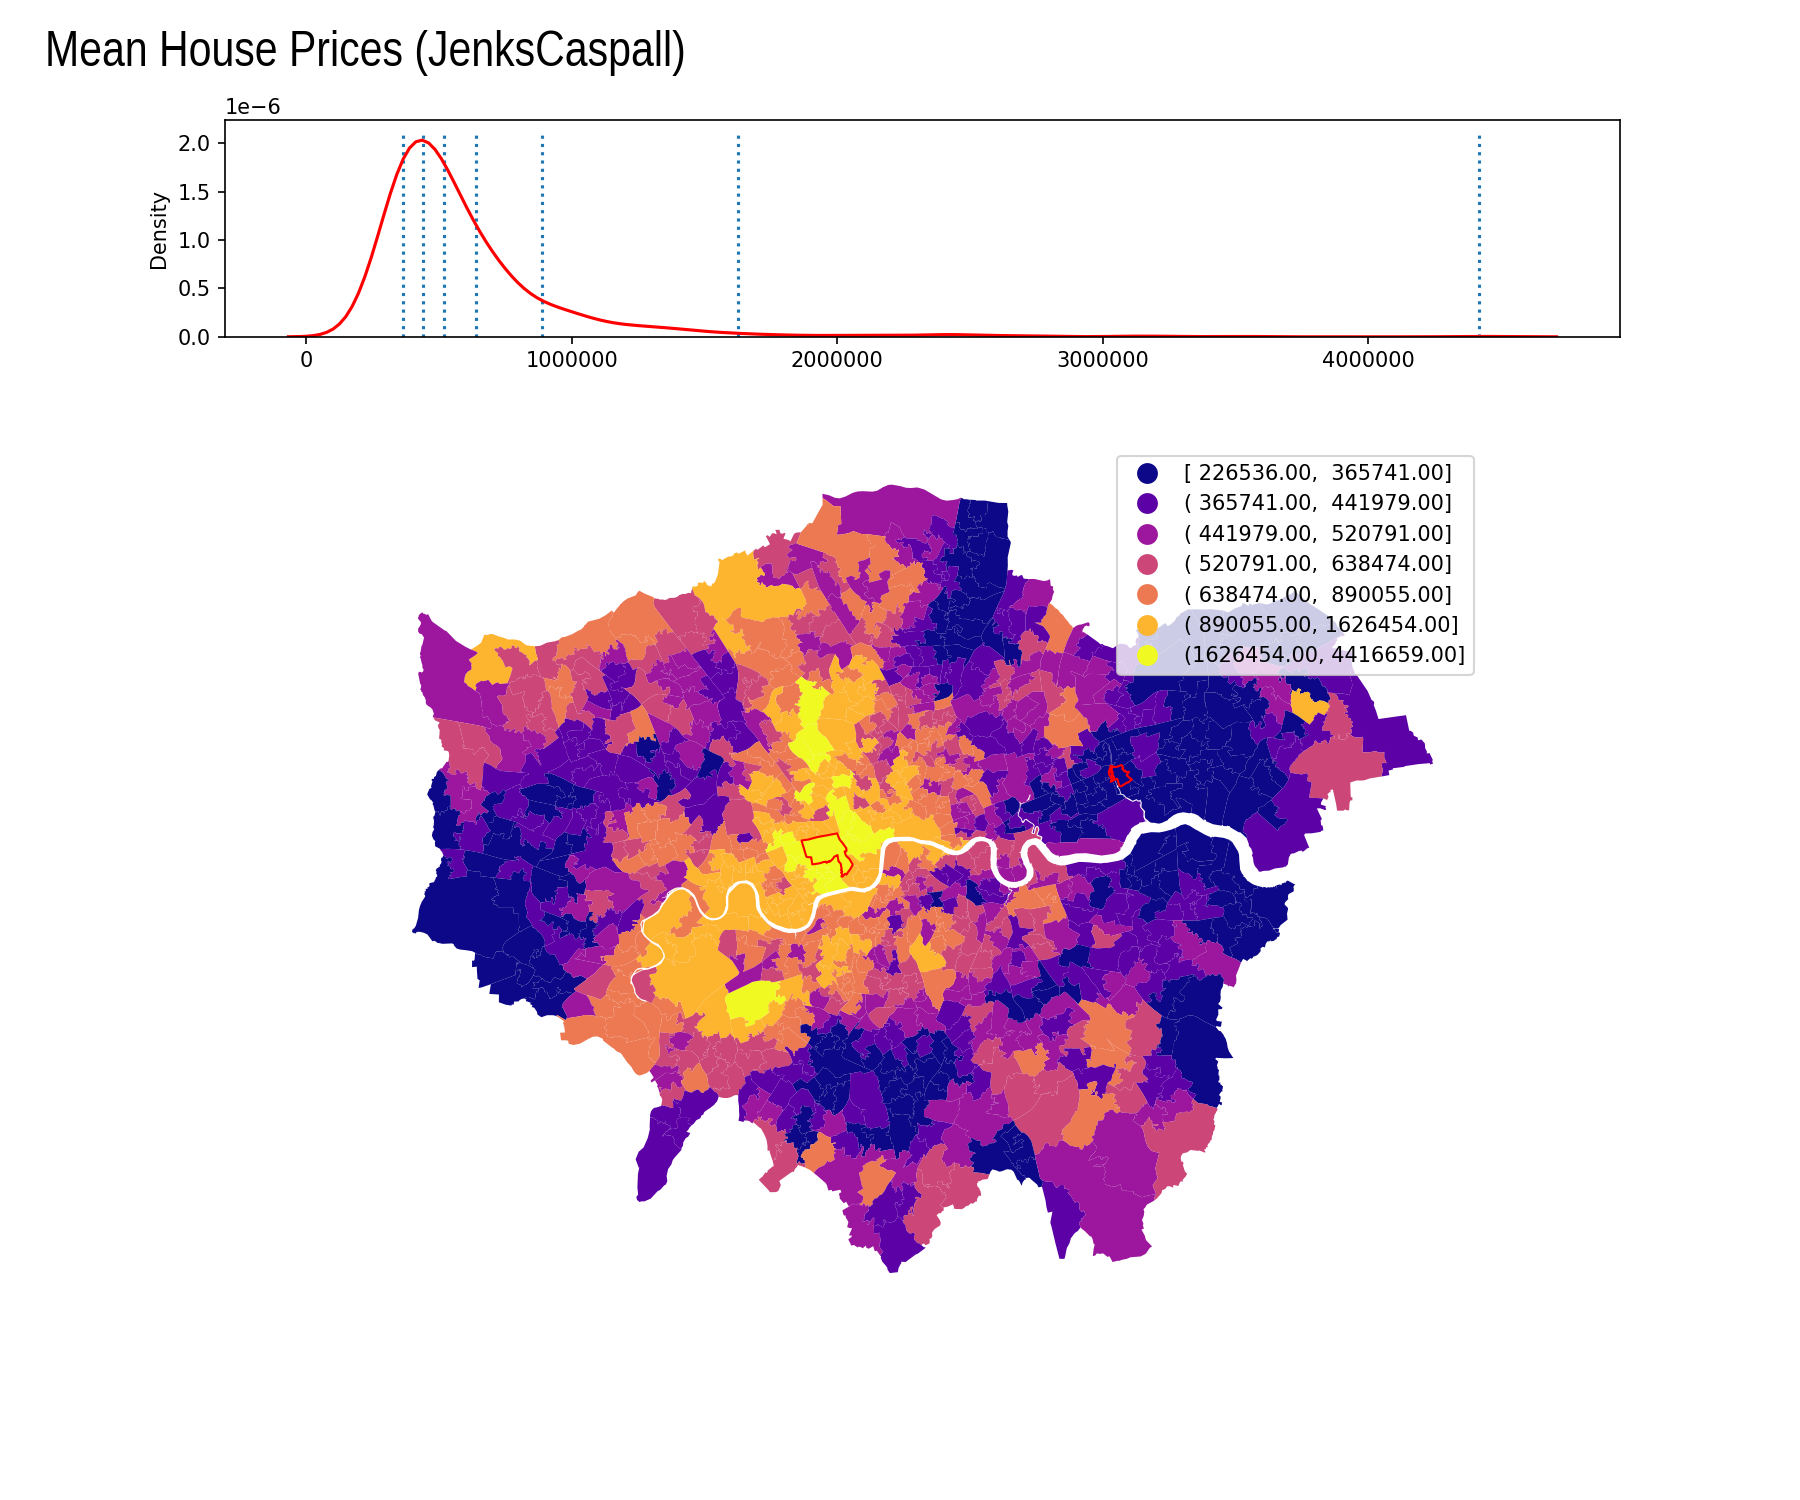 Mean House Prices (JenksCaspall)
1e−6
2.0
1.5
1.0
0.5
0.0
Density
0 1000000 2000000 3000000 4000000
[ 226536.00, 365741.00]
( 365741.00, 441979.00]
( 441979.00, 520791.00]
( 520791.00, 638474.00]
( 638474.00, 890055.00]
( 890055.00, 1626454.00]
(1626454.00, 4416659.00]